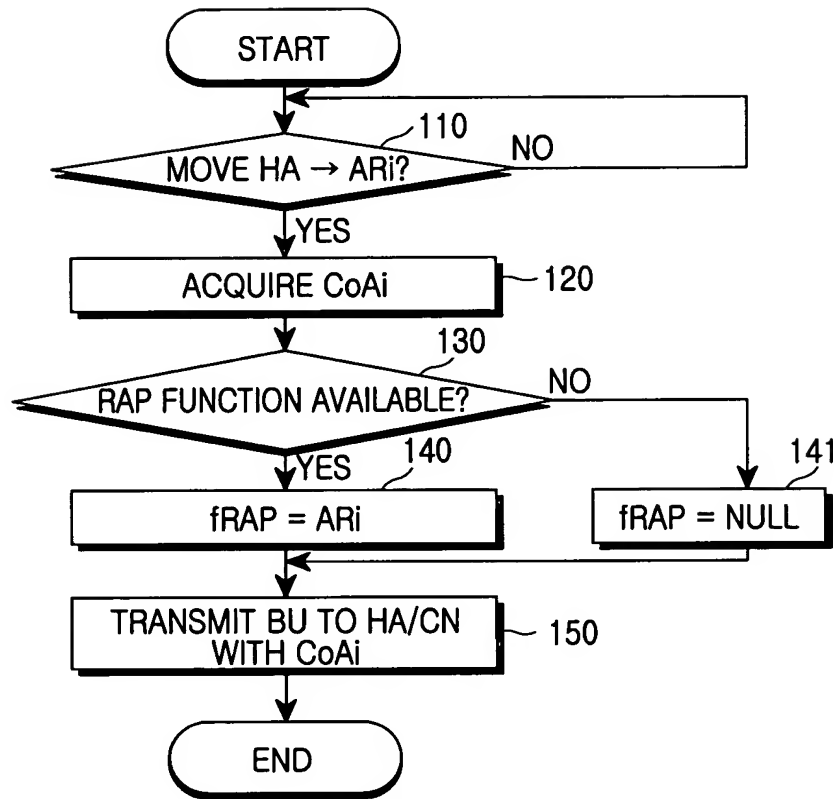 START
110
MOVE HA → ARi?
NO
YES
ACQUIRE CoAi
120
130
RAP FUNCTION AVAILABLE?
NO
YES
140
141
fRAP = ARi
fRAP = NULL
TRANSMIT BU TO HA/CN
WITH CoAi
150
END